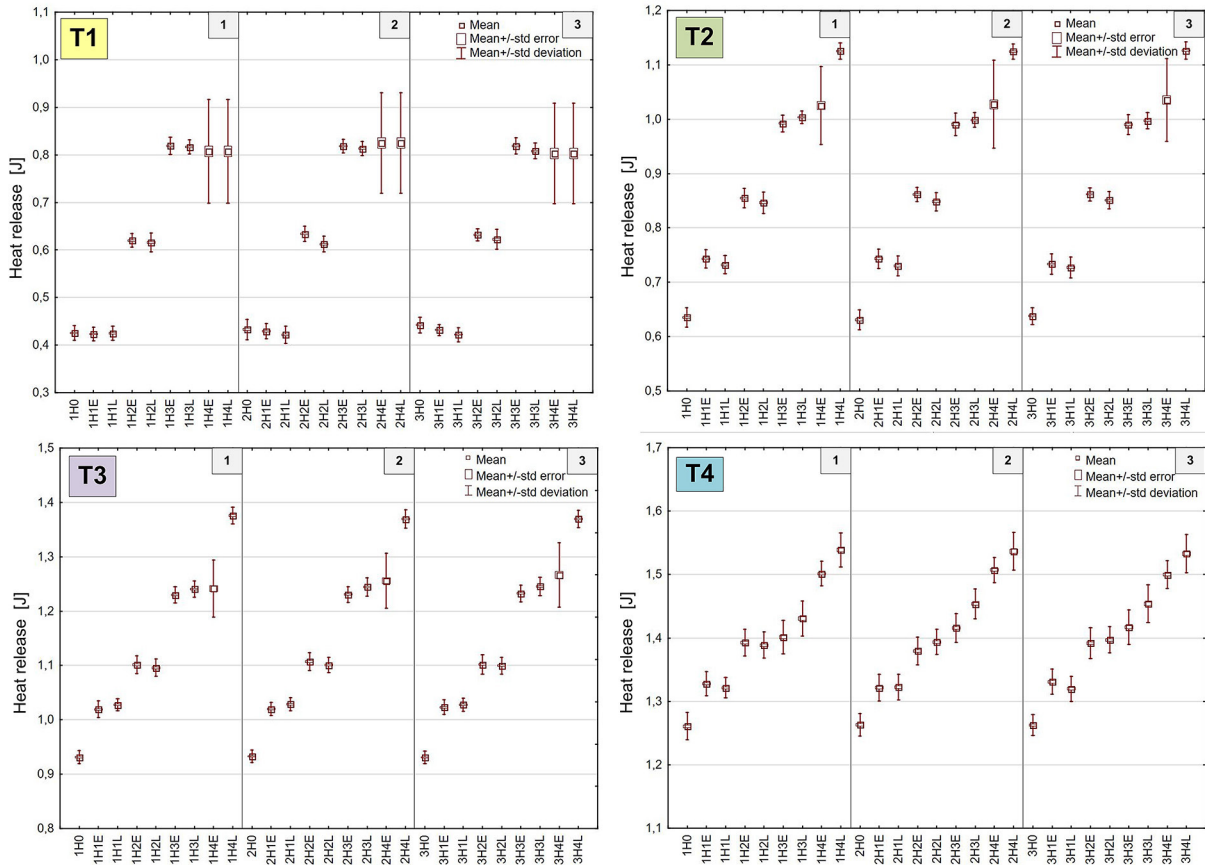 T1
1
2
3
Mean
Mean+/-std error
Mean+/-std deviation
Heat release [J]
1,1
1,0
0,9
0,8
0,7
0,6
0,5
0,4
0,3
1H0 1H1E 1H1L 1H2E 1H2L 1H3E 1H3L 1H4E 1H4L 2H0 2H1E 2H1L 2H2E 2H2L 2H3E 2H3L 2H4E 2H4L 3H0 3H1E 3H1L 3H2E 3H2L 3H3E 3H3L 3H4E 3H4L
T2
1
2
3
Mean
Mean+/-std error
Mean+/-std deviation
Heat release [J]
1,2
1,1
1,0
0,9
0,8
0,7
0,6
0,5
1H0 1H1E 1H1L 1H2E 1H2L 1H3E 1H3L 1H4E 1H4L 2H0 2H1E 2H1L 2H2E 2H2L 2H3E 2H3L 2H4E 2H4L 3H0 3H1E 3H1L 3H2E 3H2L 3H3E 3H3L 3H4E 3H4L
T3
1
2
3
Mean
Mean+/-std error
Mean+/-std deviation
Heat release [J]
1,5
1,4
1,3
1,2
1,1
1,0
0,9
0,8
1H0 1H1E 1H1L 1H2E 1H2L 1H3E 1H3L 1H4E 1H4L 2H0 2H1E 2H1L 2H2E 2H2L 2H3E 2H3L 2H4E 2H4L 3H0 3H1E 3H1L 3H2E 3H2L 3H3E 3H3L 3H4E 3H4L
T4
1
2
3
Mean
Mean+/-std error
Mean+/-std deviation
Heat release [J]
1,7
1,6
1,5
1,4
1,3
1,2
1,1
1H0 1H1E 1H1L 1H2E 1H2L 1H3E 1H3L 1H4E 1H4L 2H0 2H1E 2H1L 2H2E 2H2L 2H3E 2H3L 2H4E 2H4L 3H0 3H1E 3H1L 3H2E 3H2L 3H3E 3H3L 3H4E 3H4L